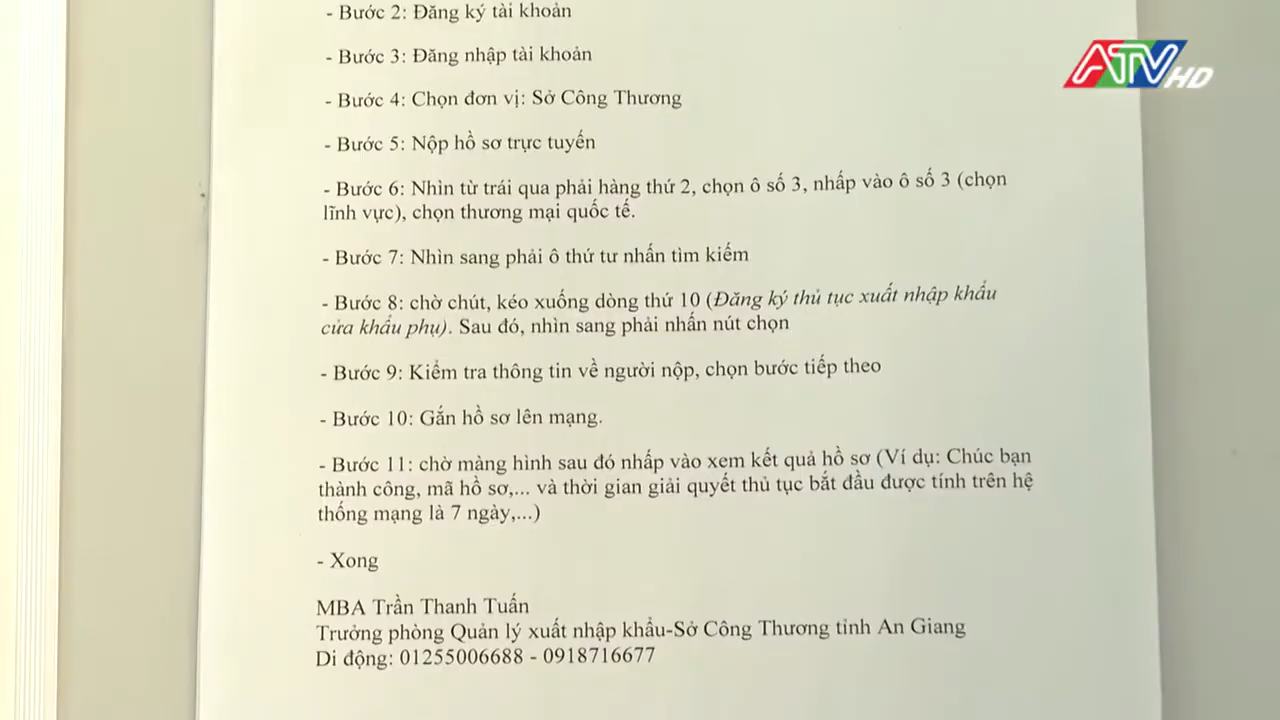 - Bước 2: Đăng ký tài khoản
ATV HD
- Bước 3: Đăng nhập tài khoản
- Bước 4: Chọn đơn vị: Sở Công Thương
- Bước 5: Nộp hồ sơ trực tuyến
- Bước 6: Nhìn từ trái qua phải hàng thứ 2, chọn ô số 3, nhấp vào ô số 3 (chọn
lĩnh vực), chọn thương mại quốc tế.
- Bước 7: Nhìn sang phải ô thứ tư nhấn tìm kiếm
- Bước 8: chờ chút, kéo xuống dòng thứ 10 (Đăng ký thủ tục xuất nhập khẩu
cửa khẩu phụ). Sau đó, nhìn sang phải nhấn nút chọn
- Bước 9: Kiểm tra thông tin về người nộp, chọn bước tiếp theo
- Bước 10: Gắn hồ sơ lên mạng.
- Bước 11: chờ màng hình sau đó nhấp vào xem kết quả hồ sơ (Ví dụ: Chúc bạn
thành công, mã hồ sơ,... và thời gian giải quyết thủ tục bắt đầu được tính trên hệ
thống mạng là 7 ngày,...)
- Xong
MBA Trần Thanh Tuấn
Trưởng phòng Quản lý xuất nhập khẩu-Sở Công Thương tỉnh An Giang
Di động: 01255006688 - 0918716677